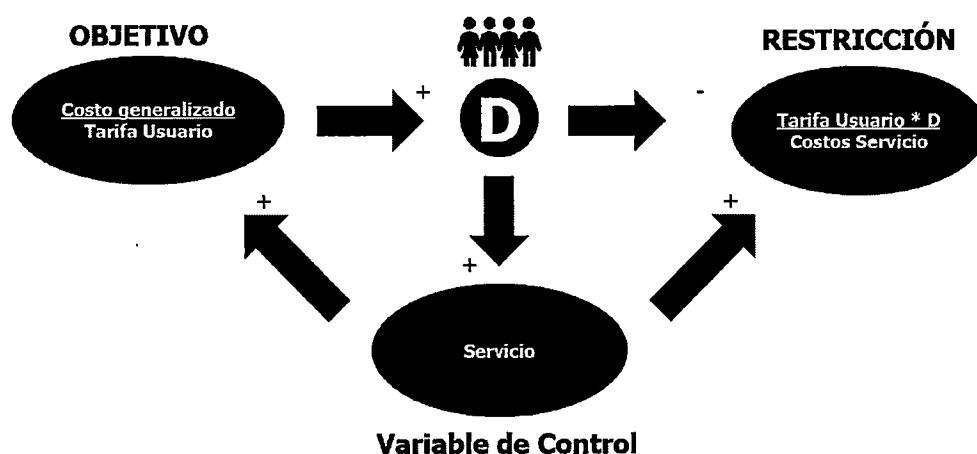 OBJETIVO
RESTRICCIÓN
Costo generalizado
Tarifa Usuario
+
D
-
Tarifa Usuario * D
Costos Servicio
+
+
+
Servicio
Variable de Control